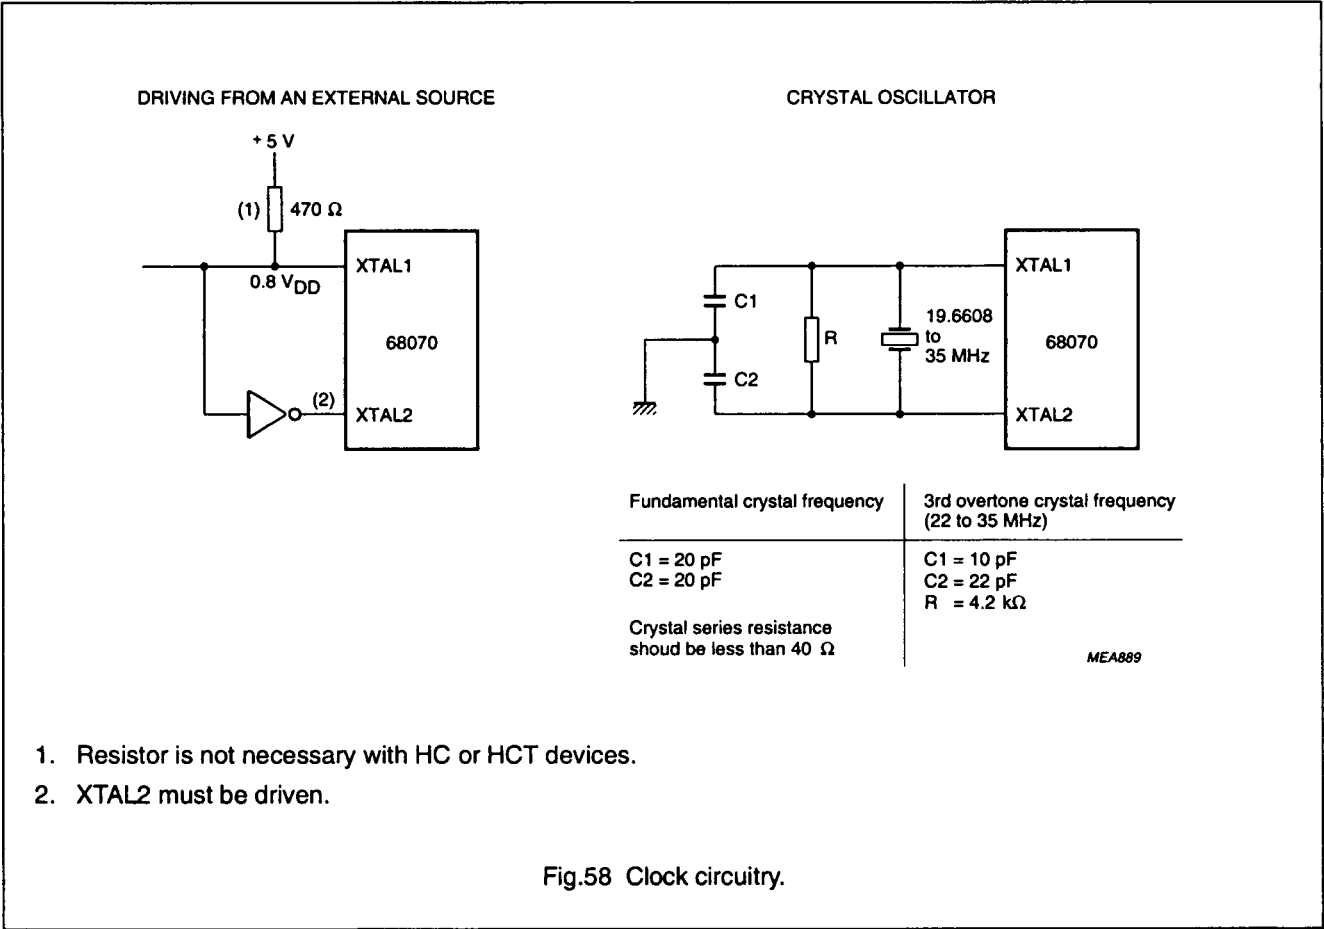 DRIVING FROM AN EXTERNAL SOURCE
+ 5 V
(1)
470 Ω
XTAL1
0.8 VDD
68070
(2)
XTAL2
CRYSTAL OSCILLATOR
XTAL1
C1
19.6608
to
35 MHz
R
68070
C2
XTAL2
Fundamental crystal frequency
C1 = 20 pF
C2 = 20 pF
Crystal series resistance
shoud be less than 40 Ω
3rd overtone crystal frequency
(22 to 35 MHz)
C1 = 10 pF
C2 = 22 pF
R = 4.2 kΩ
MEA889
1. Resistor is not necessary with HC or HCT devices.
2. XTAL2 must be driven.
Fig.58 Clock circuitry.